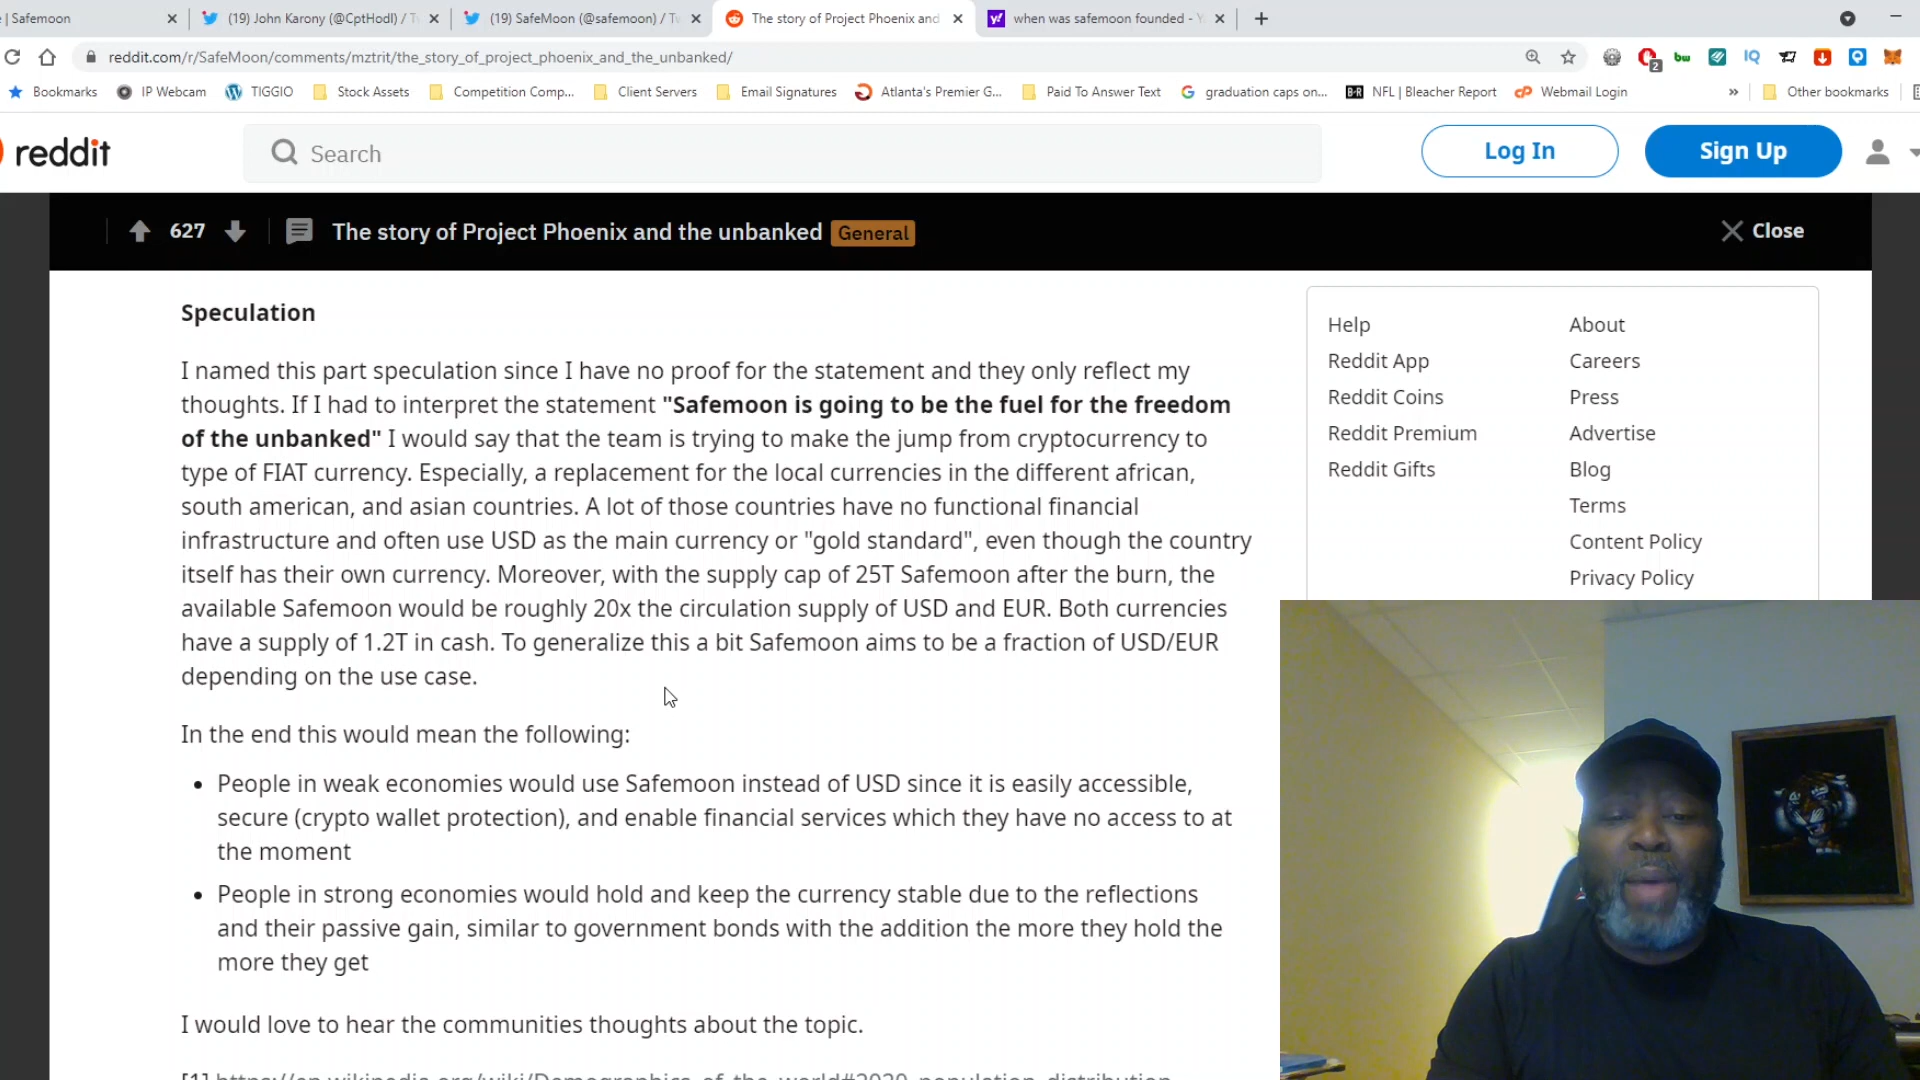 | Safemoon
(19) John Karony (@CptHodl) / Tw
(19) SafeMoon (@safemoon) / Tw
The story of Project Phoenix and
when was safemoon founded - Y
reddit.com/r/SafeMoon/comments/mztrit/the_story_of_project_phoenix_and_the_unbanked/
2
bw
IQ
Bookmarks
IP Webcam
TIGGIO
Stock Assets
Competition Comp...
Client Servers
Email Signatures
Atlanta's Premier G...
Paid To Answer Text
graduation caps on...
B/R
NFL | Bleacher Report
Webmail Login
»
Other bookmarks
reddit
Search
Log In
Sign Up
627
The story of Project Phoenix and the unbanked
General
Close
Speculation
I named this part speculation since I have no proof for the statement and they only reflect my
thoughts. If I had to interpret the statement "Safemoon is going to be the fuel for the freedom
of the unbanked" I would say that the team is trying to make the jump from cryptocurrency to
type of FIAT currency. Especially, a replacement for the local currencies in the different african,
south american, and asian countries. A lot of those countries have no functional financial
infrastructure and often use USD as the main currency or "gold standard", even though the country
itself has their own currency. Moreover, with the supply cap of 25T Safemoon after the burn, the
available Safemoon would be roughly 20x the circulation supply of USD and EUR. Both currencies
have a supply of 1.2T in cash. To generalize this a bit Safemoon aims to be a fraction of USD/EUR
depending on the use case.
In the end this would mean the following:
• People in weak economies would use Safemoon instead of USD since it is easily accessible,
secure (crypto wallet protection), and enable financial services which they have no access to at
the moment
• People in strong economies would hold and keep the currency stable due to the reflections
and their passive gain, similar to government bonds with the addition the more they hold the
more they get
I would love to hear the communities thoughts about the topic.
[1] https://en.wikipedia.org/wiki/Demographics_of_the_world#2020_population_distribution
Help
Reddit App
Reddit Coins
Reddit Premium
Reddit Gifts
About
Careers
Press
Advertise
Blog
Terms
Content Policy
Privacy Policy